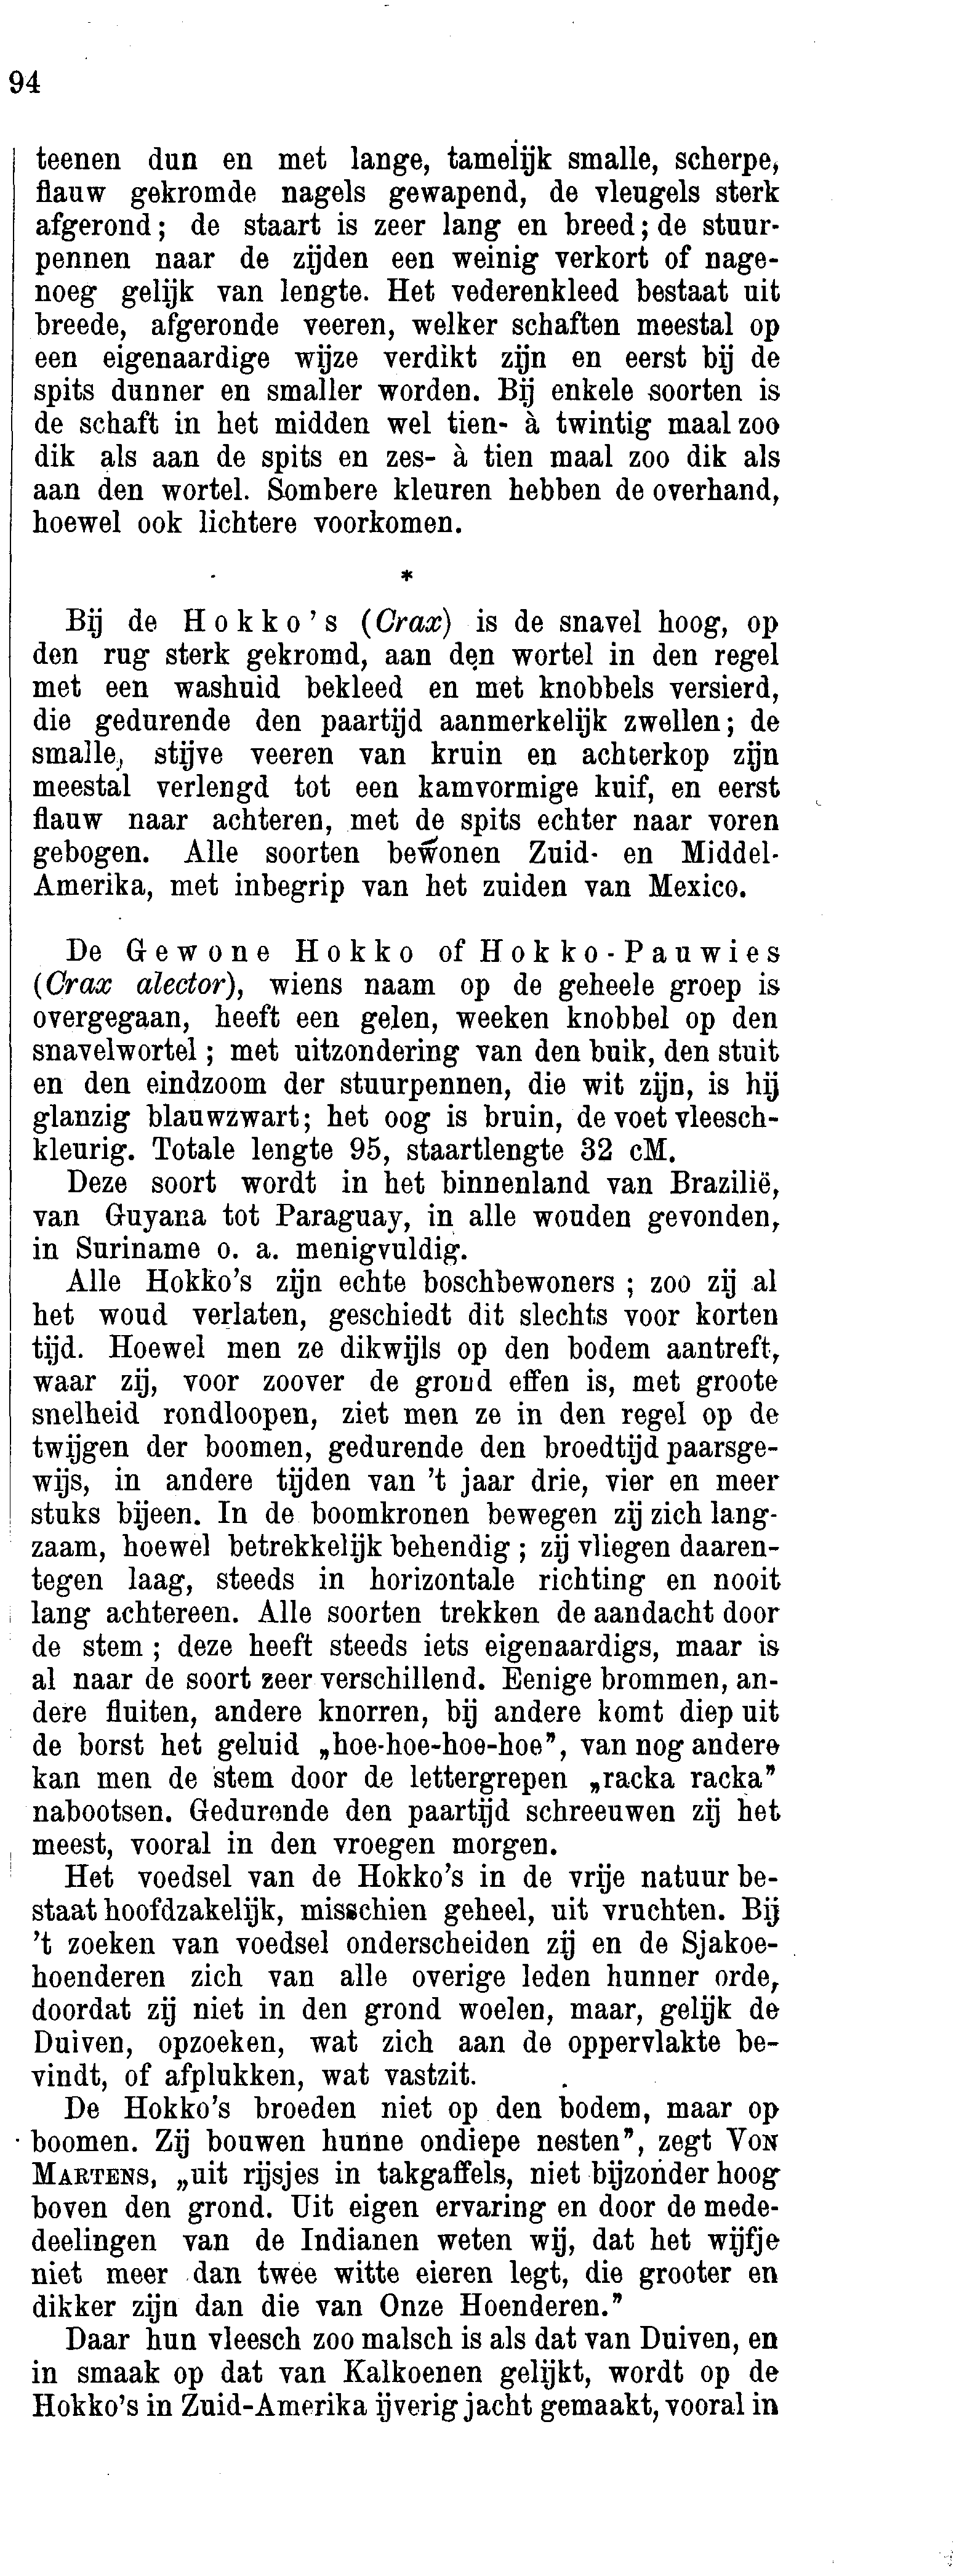 94
teenen dun en met lange, tamelijk smalle, scherpe,
flauw gekromde nagels gewapend, de vleugels sterk
afgerond; de staart is zeer lang en breed; de stuur-
pennen naar de zijden een weinig verkort of nage-
noeg gelijk van lengte. Het vederenkleed bestaat uit
breede, afgeronde veeren, welker schaften meestal op
een eigenaardige wijze verdikt zijn en eerst bij de
spits dunner en smaller worden. Bij enkele soorten is
de schaft in het midden wel tien- à twintig maal zoo
dik als aan de spits en zes- à tien maal zoo dik als
aan den wortel. Sombere kleuren hebben de overhand,
hoewel ook lichtere voorkomen.
*
Bij de Hokko's (Crax) is de snavel hoog, op
den rug sterk gekromd, aan den wortel in den regel
met een washuid bekleed en met knobbels versierd,
die gedurende den paartijd aanmerkelijk zwellen; de
smalle, stijve veeren van kruin en achterkop zijn
meestal verlengd tot een kamvormige kuif, en eerst
flauw naar achteren, met de spits echter naar voren
gebogen. Alle soorten bewonen Zuid- en Middel-
Amerika, met inbegrip van het zuiden van Mexico.
De Gewone Hokko of Hokko-Pauwies
(Crax alector), wiens naam op de geheele groep is
overgegaan, heeft een gelen, weeken knobbel op den
snavelwortel; met uitzondering van den buik, den stuit
en den eindzoom der stuurpennen, die wit zijn, is hij
glanzig blauwzwart; het oog is bruin, de voet vleesch-
kleurig. Totale lengte 95, staartlengte 32 cM.
Deze soort wordt in het binnenland van Brazilië,
van Guyana tot Paraguay, in alle wouden gevonden,
in Suriname o. a. menigvuldig.
Alle Hokko's zijn echte boschbewoners; zoo zij al
het woud verlaten, geschiedt dit slechts voor korten
tijd. Hoewel men ze dikwijls op den bodem aantreft,
waar zij, voor zoover de grond effen is, met groote
snelheid rondloopen, ziet men ze in den regel op de
twijgen der boomen, gedurende den broedtijd paarsge-
wijs, in andere tijden van 't jaar drie, vier en meer
stuks bijeen. In de boomkronen bewegen zij zich lang-
zaam, hoewel betrekkelijk behendig; zij vliegen daaren-
tegen laag, steeds in horizontale richting en nooit
lang achtereen. Alle soorten trekken de aandacht door
de stem; deze heeft steeds iets eigenaardigs, maar is
al naar de soort zeer verschillend. Eenige brommen, an-
dere fluiten, andere knorren, bij andere komt diep uit
de borst het geluid „hoe-hoe-hoe-hoe”, van nog andere
kan men de stem door de lettergrepen „racka racka”
nabootsen. Gedurende den paartijd schreeuwen zij het
meest, vooral in den vroegen morgen.
Het voedsel van de Hokko's in de vrije natuur be-
staat hoofdzakelijk, misschien geheel, uit vruchten. Bij
't zoeken van voedsel onderscheiden zij en de Sjakoe-
hoenderen zich van alle overige leden hunner orde,
doordat zij niet in den grond woelen, maar, gelijk de
Duiven, opzoeken, wat zich aan de oppervlakte be-
vindt, of afplukken, wat vastzit.
De Hokko's broeden niet op den bodem, maar op
boomen. Zij bouwen hunne ondiepe nesten”, zegt VON
MARTENS, „uit rijsjes in takgaffels, niet bijzonder hoog
boven den grond. Uit eigen ervaring en door de mede-
deelingen van de Indianen weten wij, dat het wijfje
niet meer dan twee witte eieren legt, die grooter en
dikker zijn dan die van Onze Hoenderen.”
Daar hun vleesch zoo malsch is als dat van Duiven, en
in smaak op dat van Kalkoenen gelijkt, wordt op de
Hokko's in Zuid-Amerika ijverig jacht gemaakt, vooral in